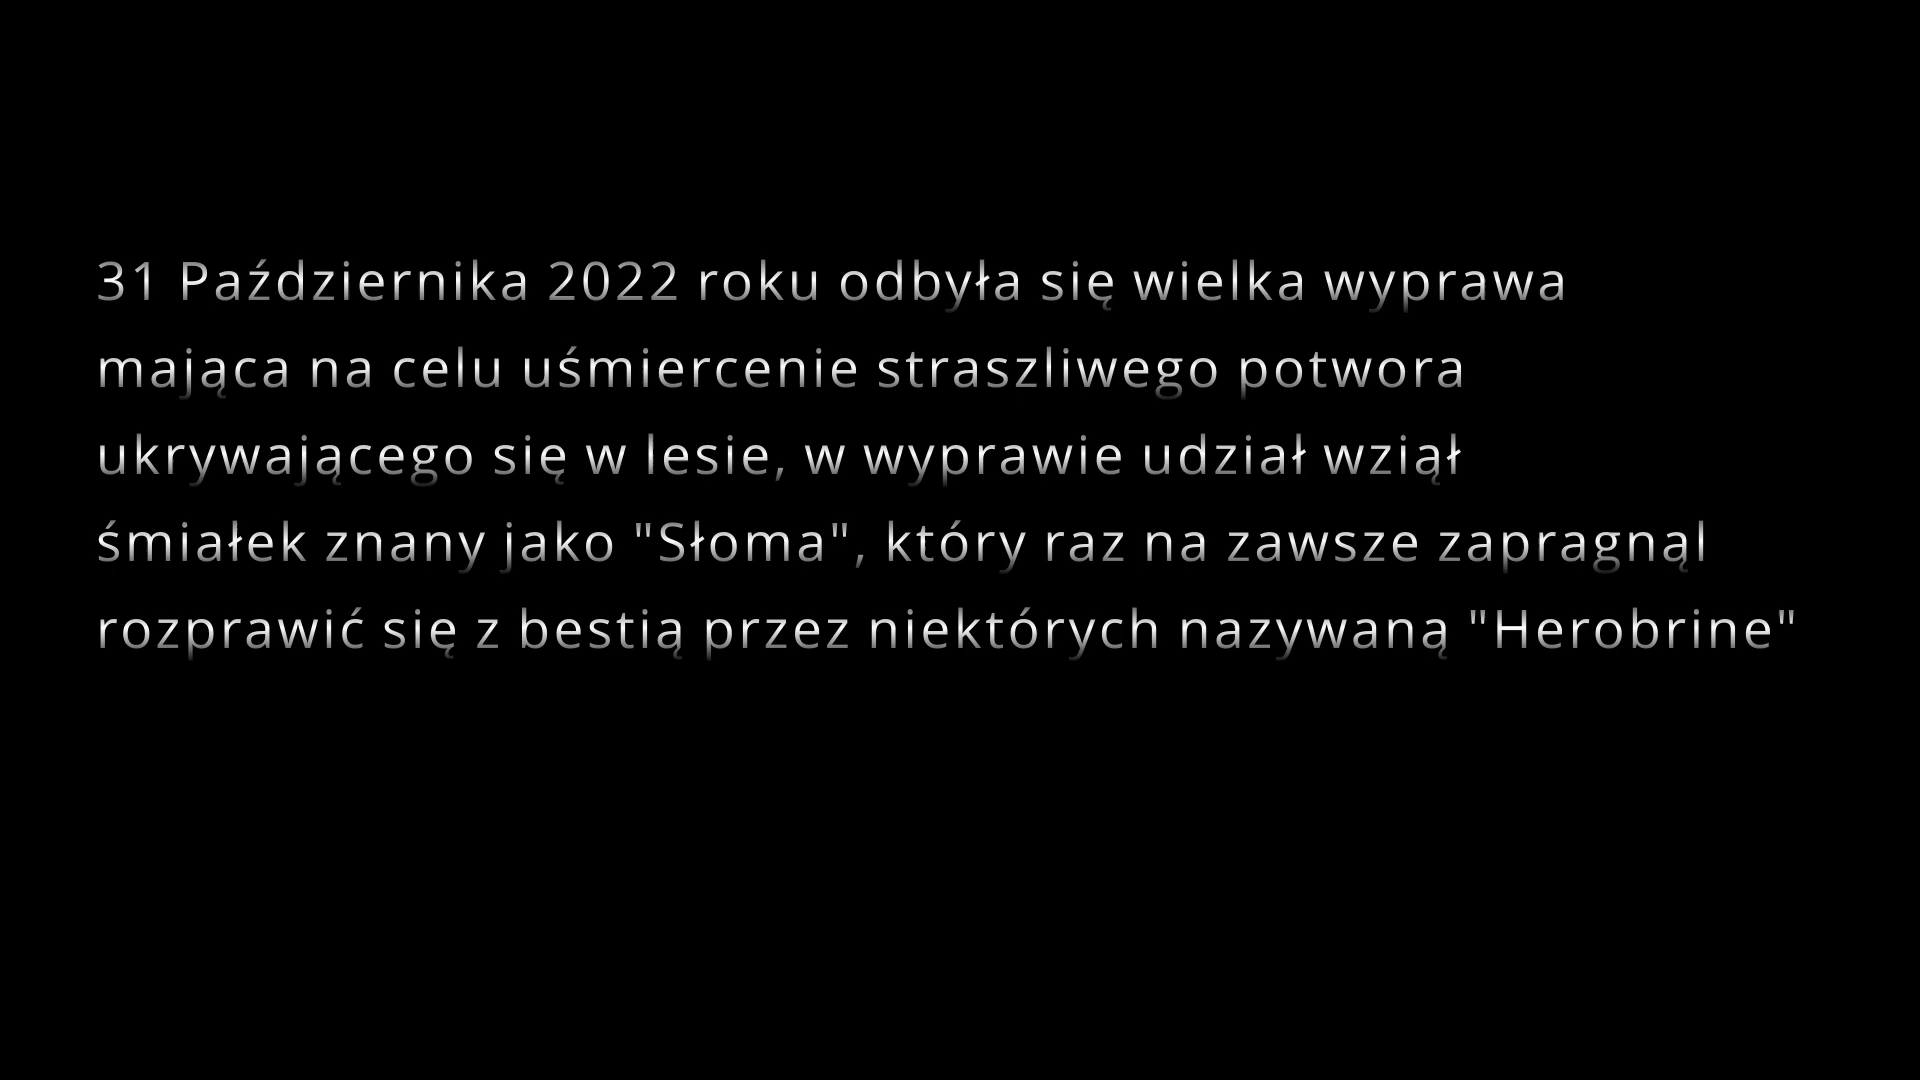 31 Października 2022 roku odbyła się wielka wyprawa
mająca na celu uśmiercenie straszliwego potwora
ukrywającego się w lesie, w wyprawie udział wziął
śmiałek znany jako "Słoma", który raz na zawsze zapragnąl
rozprawić się z bestią przez niektórych nazywaną "Herobrine"